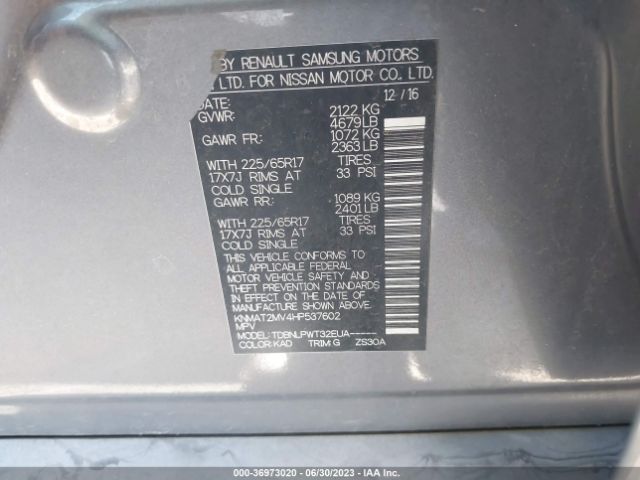 BY RENAULT SAMSUNG MOTORS
LTD. FOR NISSAN MOTOR CO., LTD.
DATE: 12/16
GVWR: 2122 KG
4679LB
GAWR FR: 1072 KG
2363 LB
WITH 225/65R17 TIRES
17X7J RIMS AT 33 PSI
COLD SINGLE
GAWR RR: 1089 KG
2401 LB
WITH 225/65R17 TIRES
17X7J RIMS AT 33 PSI
COLD SINGLE
THIS VEHICLE CONFORMS TO
ALL APPLICABLE FEDERAL
MOTOR VEHICLE SAFETY,
BUMPER, AND THEFT
PREVENTION STANDARDS
IN EFFECT ON THE DATE OF
MANUFACTURE SHOWN ABOVE.
KNMAT2MV4HP537602
MPV
MODEL: TDBNLPWT32EUA-----
COLOR:KAD TRIM:G ZS30A
000-36973020 - 06/30/2023 - IAA Inc.